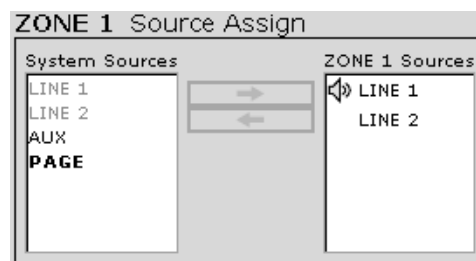 ZONE 1 Source Assign
System Sources
LINE 1
LINE 2
AUX
PAGE
ZONE 1 Sources
LINE 1
LINE 2